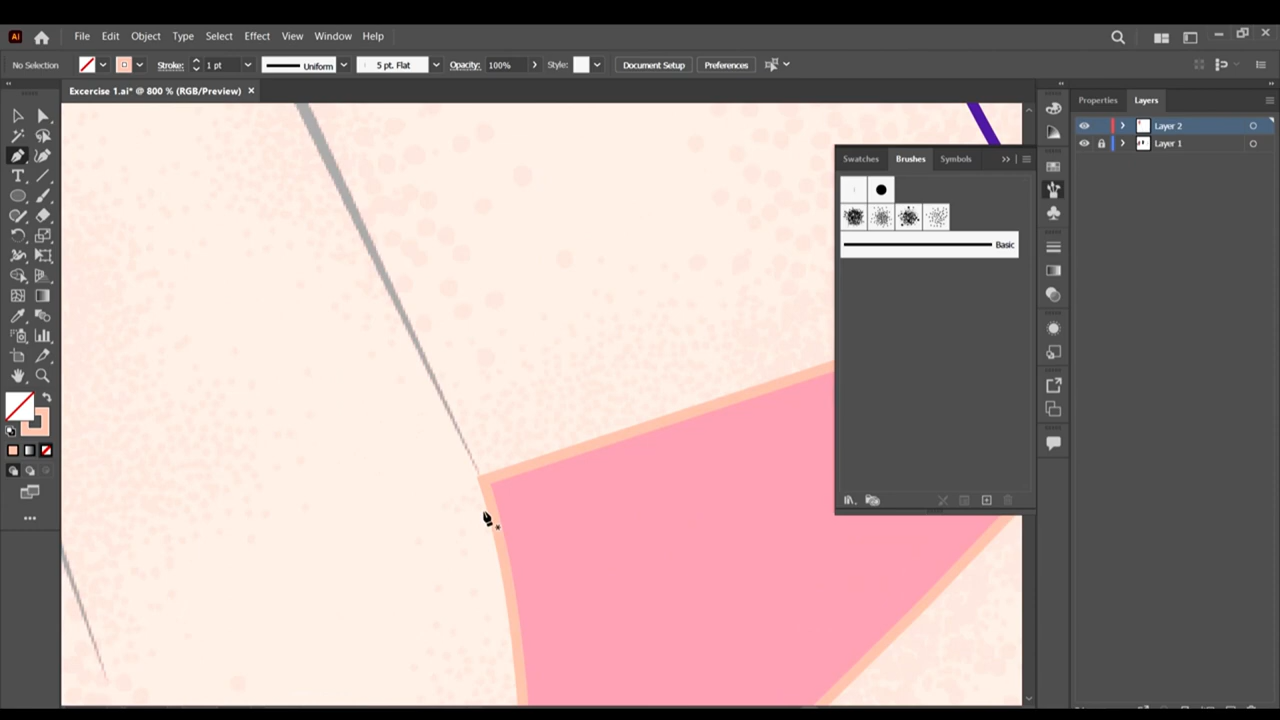 Ai File Edit Object Type Select Effect View Window Help
No Selection Stroke: 1 pt Uniform 5 pt. Flat Opacity: 100% Style: Document Setup Preferences
Excercise 1.ai* @ 800 % (RGB/Preview) ×
Properties Layers
Layer 2
Layer 1
Swatches Brushes Symbols
Basic